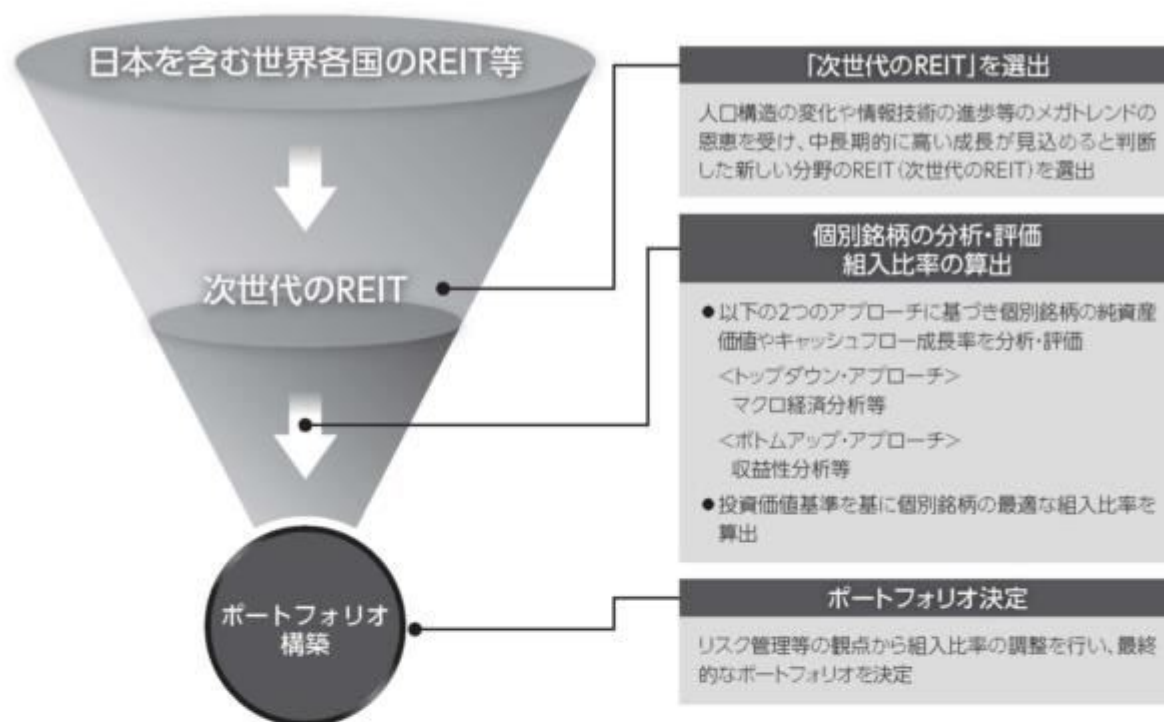 日本を含む世界各国のREIT等
次世代のREIT
ポートフォリオ
構築
「次世代のREIT」を選出
人口構造の変化や情報技術の進歩等のメガトレンドの
恩恵を受け、中長期的に高い成長が見込めると判断
した新しい分野のREIT(次世代のREIT)を選出
個別銘柄の分析・評価
組入比率の算出
●以下の2つのアプローチに基づき個別銘柄の純資産
価値やキャッシュフロー成長率を分析・評価
<トップダウン・アプローチ>
マクロ経済分析等
<ボトムアップ・アプローチ>
収益性分析等
●投資価値基準を基に個別銘柄の最適な組入比率を
算出
ポートフォリオ決定
リスク管理等の観点から組入比率の調整を行い、最終
的なポートフォリオを決定